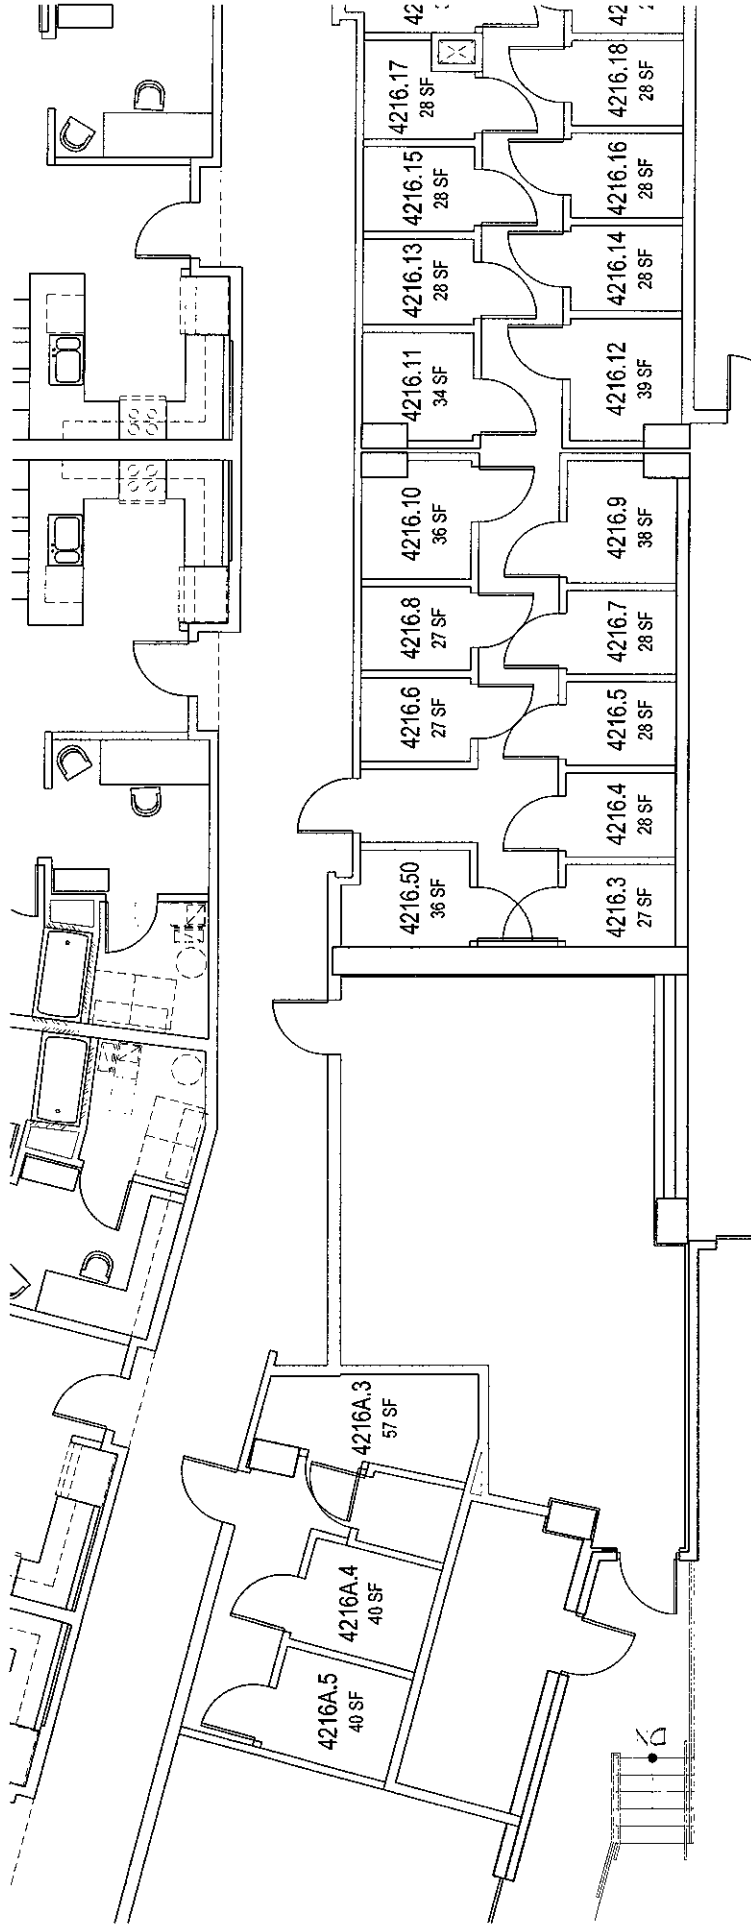 42
42
4216.17
28 SF
4216.18
28 SF
4216.15
28 SF
4216.16
28 SF
4216.13
28 SF
4216.14
28 SF
4216.11
34 SF
4216.12
39 SF
4216.10
36 SF
4216.9
38 SF
4216.8
27 SF
4216.7
28 SF
4216.6
27 SF
4216.5
28 SF
4216.4
28 SF
4216.50
36 SF
4216.3
27 SF
4216A.3
57 SF
4216A.4
40 SF
4216A.5
40 SF